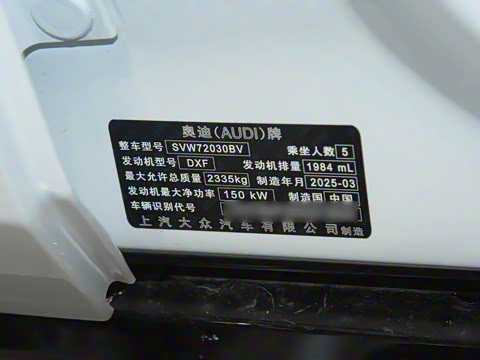 奥迪(AUDI)牌
整车型号 SVW72030BV 乘坐人数 5
发动机型号 DXF 发动机排量 1984 mL
最大允许总质量 2335kg 制造年月 2025-03
发动机最大净功率 150 kW 制造国 中国
车辆识别代号
上汽大众汽车有限公司制造